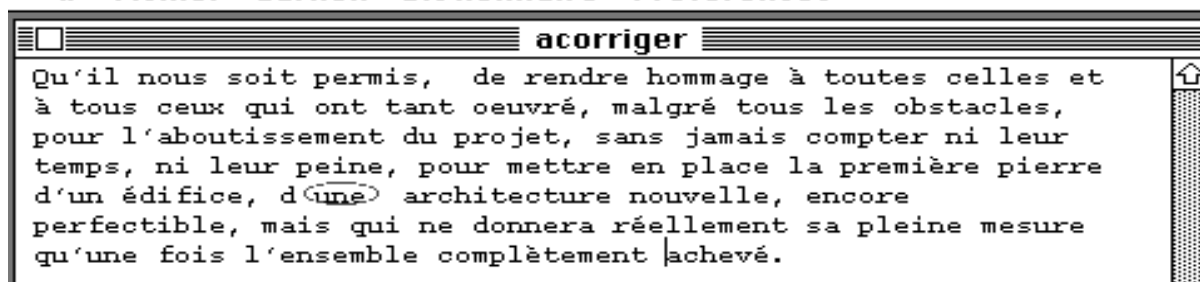 acorriger
Qu'il nous soit permis, de rendre hommage à toutes celles et
à tous ceux qui ont tant oeuvré, malgré tous les obstacles,
pour l'aboutissement du projet, sans jamais compter ni leur
temps, ni leur peine, pour mettre en place la première pierre
d'un édifice, d une architecture nouvelle, encore
perfectible, mais qui ne donnera réellement sa pleine mesure
qu'une fois l'ensemble complètement achevé.